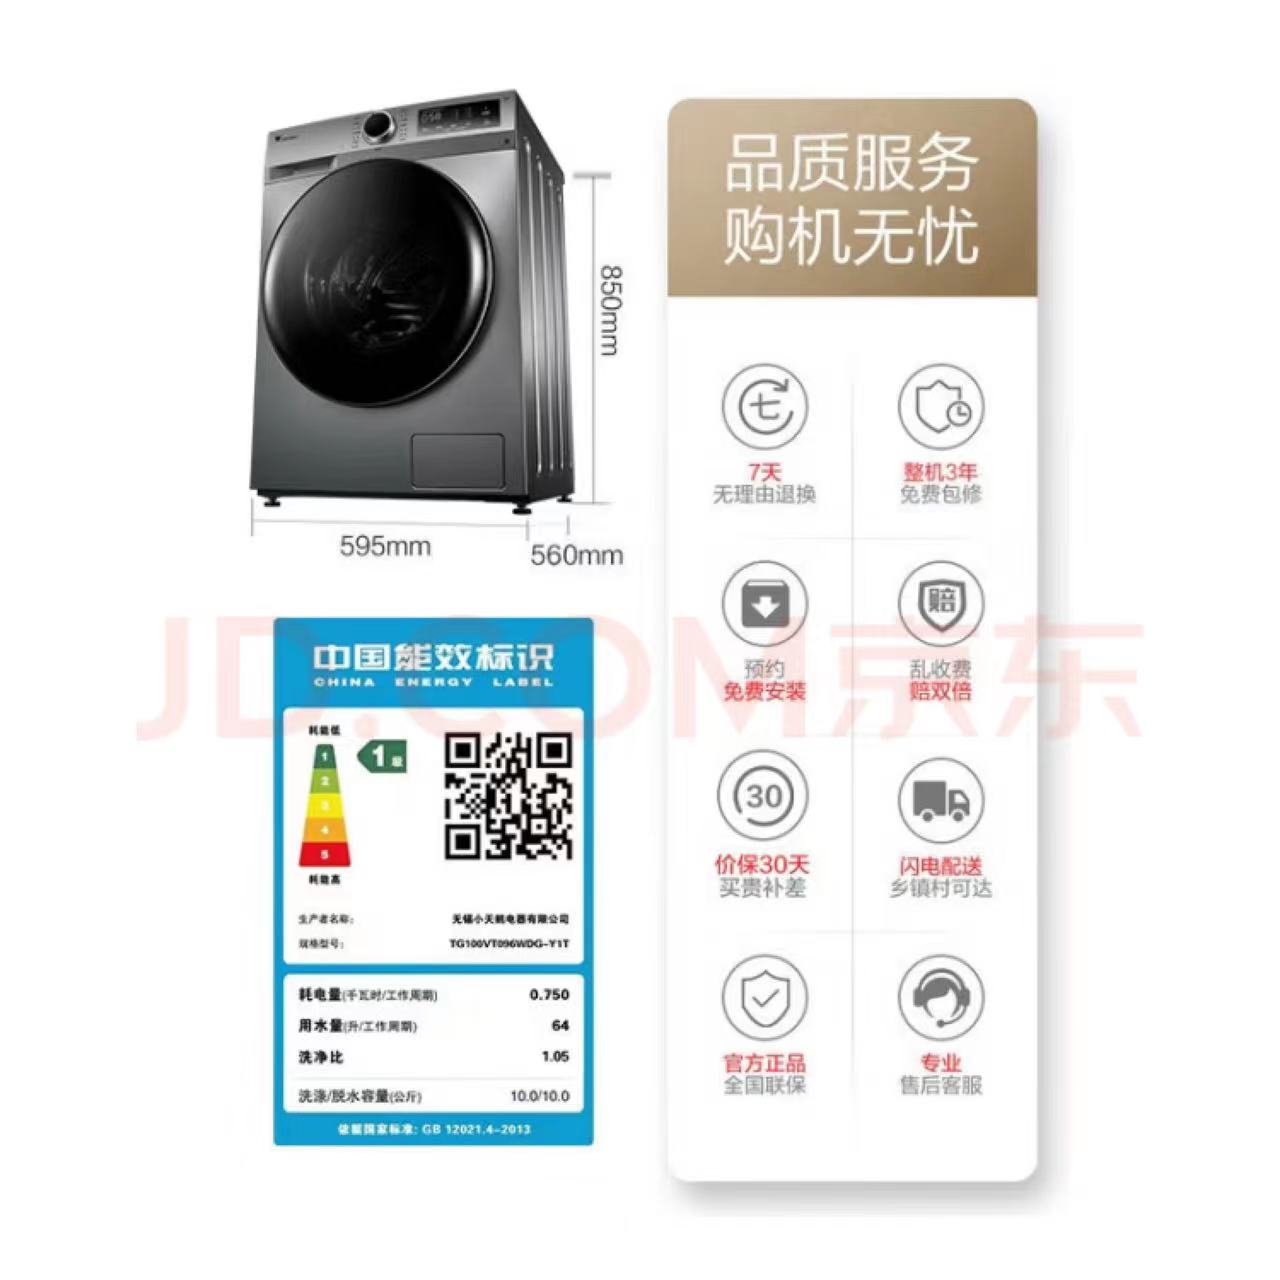 品质服务
购机无忧
850mm
595mm
560mm
七
7天
无理由退换
整机3年
免费包修
预约
免费安装
赔
乱收费
赔双倍
30
价保30天
买贵补差
闪电配送
乡镇村可达
官方正品
全国联保
专业
售后客服
JD.COM京东
中国能效标识
CHINA ENERGY LABEL
耗能低
1
2
3
4
5
耗能高
1级
生产者名称： 无锡小天鹅电器有限公司
规格型号： TG100VT096WDG-Y1T
耗电量(千瓦时/工作周期) 0.750
用水量(升/工作周期) 64
洗净比 1.05
洗涤/脱水容量(公斤) 10.0/10.0
依据国家标准: GB 12021.4-2013